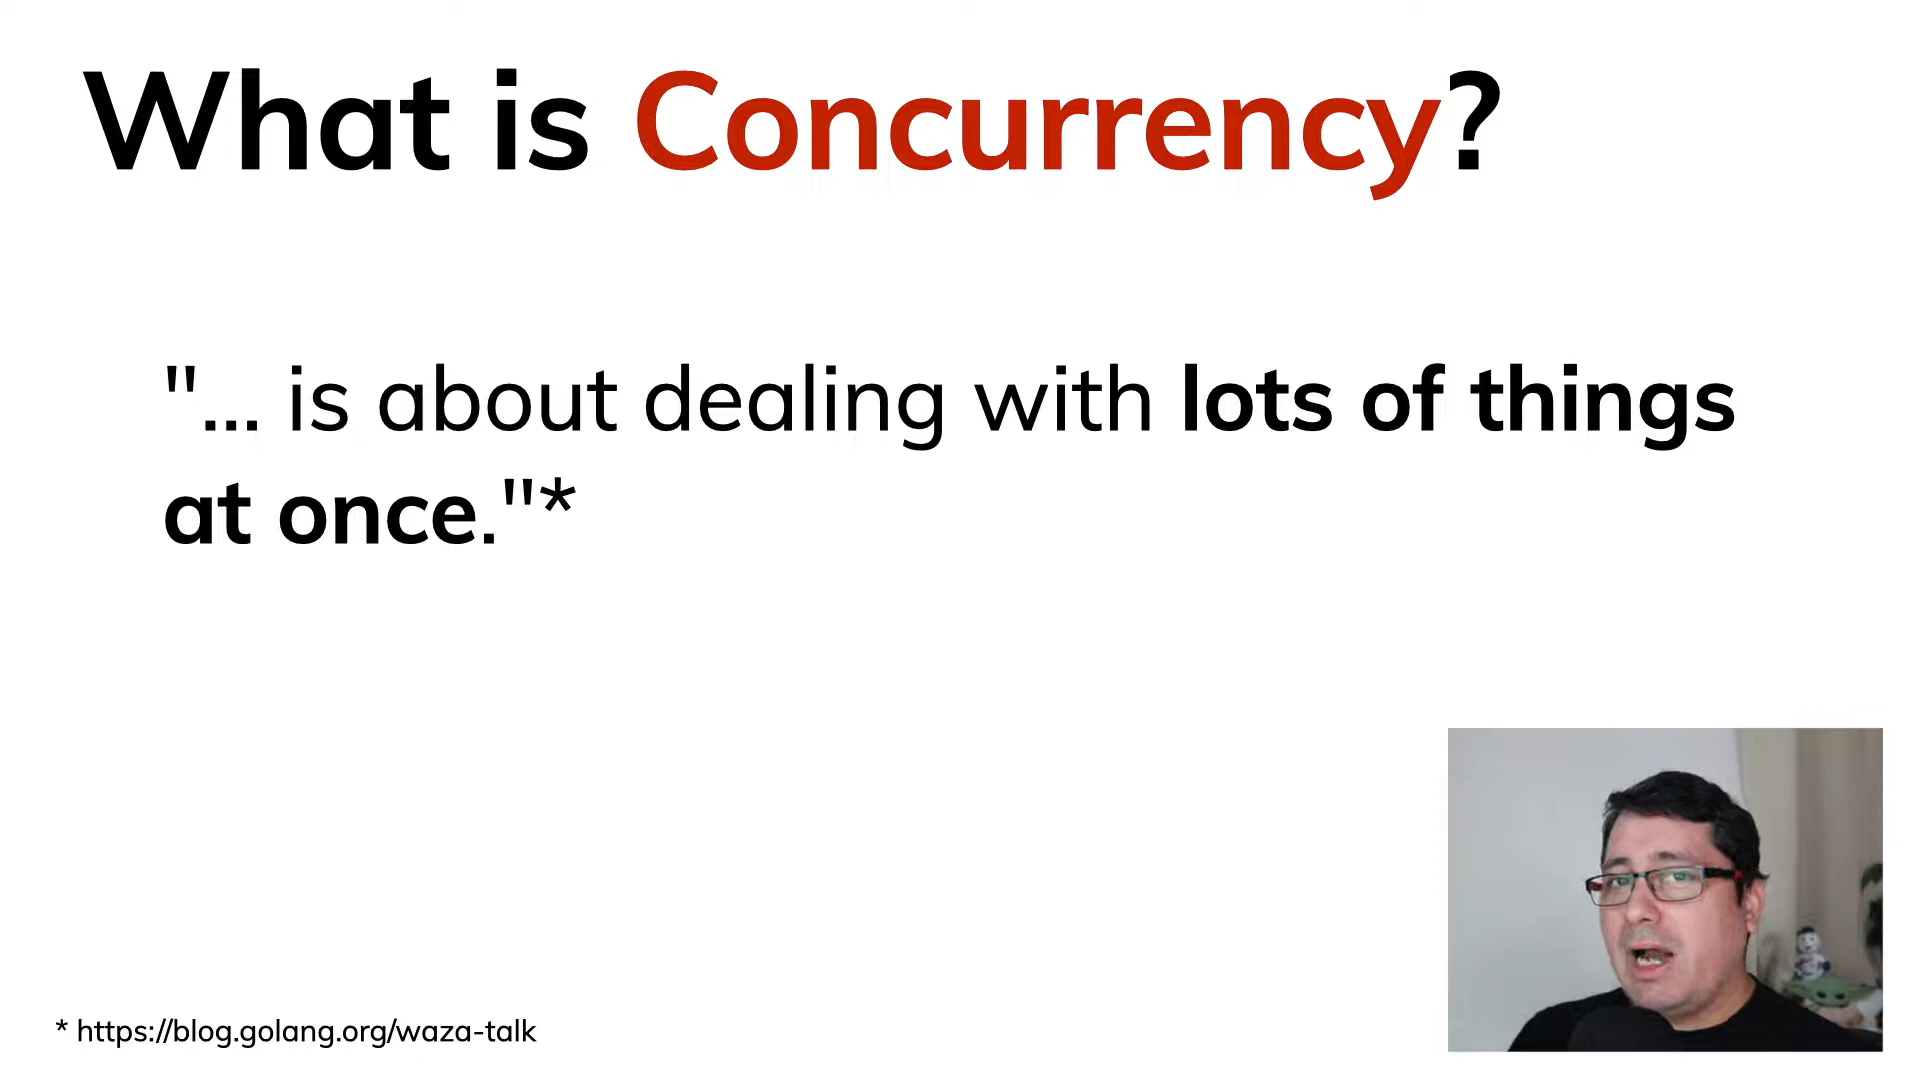 What is Concurrency?
"... is about dealing with lots of things
at once."*
* https://blog.golang.org/waza-talk